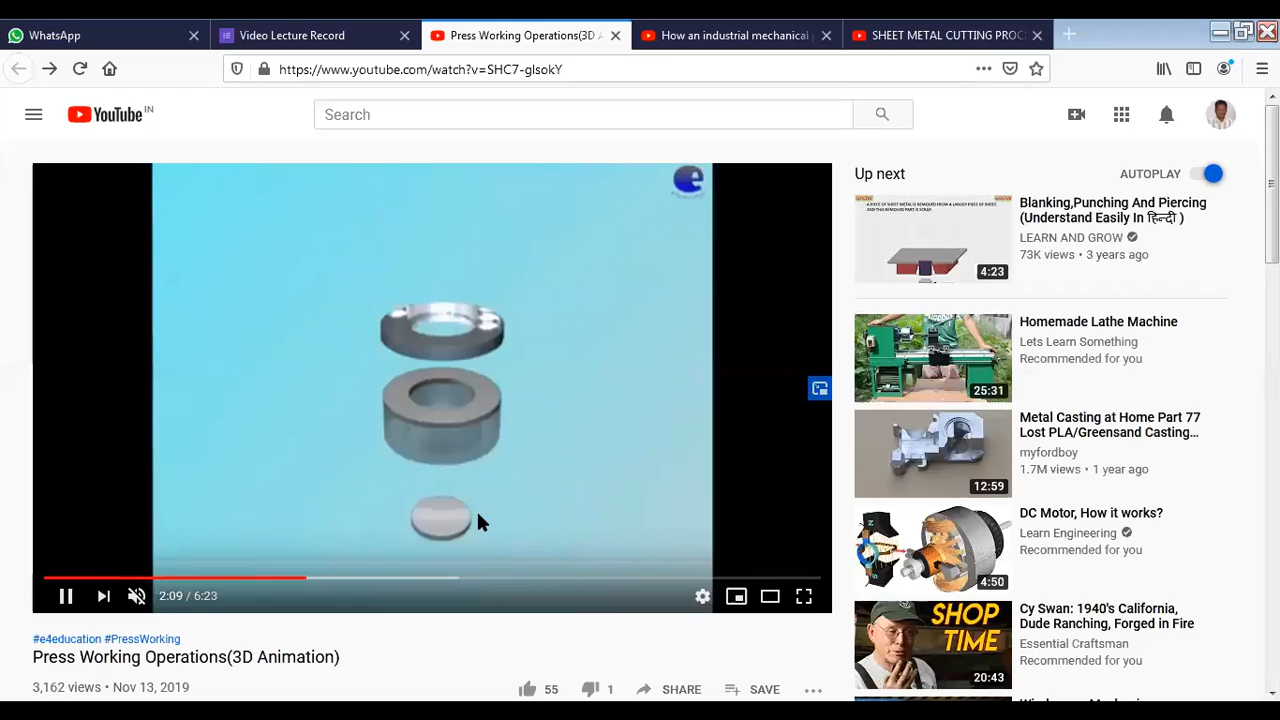 WhatsApp
Video Lecture Record
Press Working Operations(3D A
How an industrial mechanical p
SHEET METAL CUTTING PROC
https://www.youtube.com/watch?v=SHC7-gIsokY
YouTube IN
Search
Up next
AUTOPLAY
Blanking,Punching And Piercing
(Understand Easily In हिन्दी )
LEARN AND GROW
73K views • 3 years ago
4:23
Homemade Lathe Machine
Lets Learn Something
Recommended for you
25:31
Metal Casting at Home Part 77
Lost PLA/Greensand Casting...
myfordboy
1.7M views • 1 year ago
12:59
DC Motor, How it works?
Learn Engineering
Recommended for you
4:50
Cy Swan: 1940's California,
Dude Ranching, Forged in Fire
Essential Craftsman
Recommended for you
SHOP
TIME
20:43
2:09 / 6:23
#e4education #PressWorking
Press Working Operations(3D Animation)
3,162 views • Nov 13, 2019
55
1
SHARE
SAVE